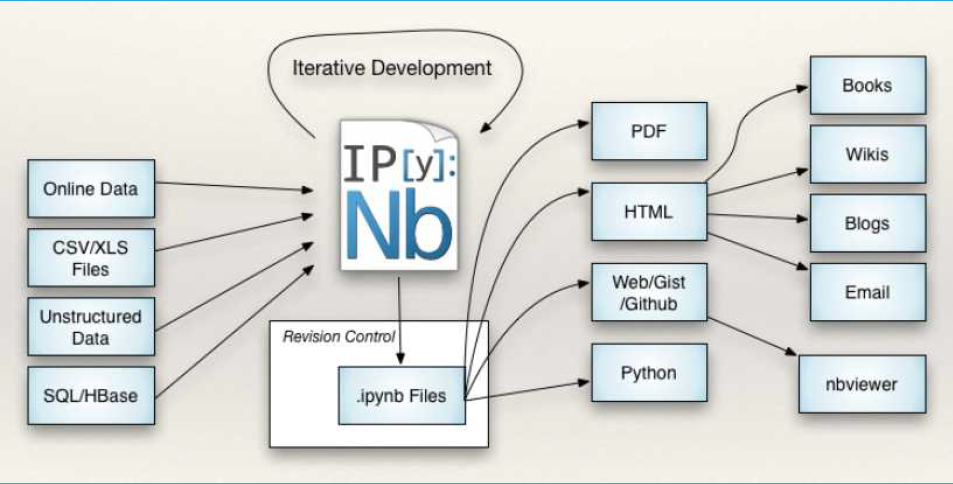 Iterative Development
IP[y]:
Nb
Online Data
CSV/XLS
Files
Unstructured
Data
SQL/HBase
Revision Control
.ipynb Files
PDF
HTML
Web/Gist
/Github
Python
Books
Wikis
Blogs
Email
nbviewer